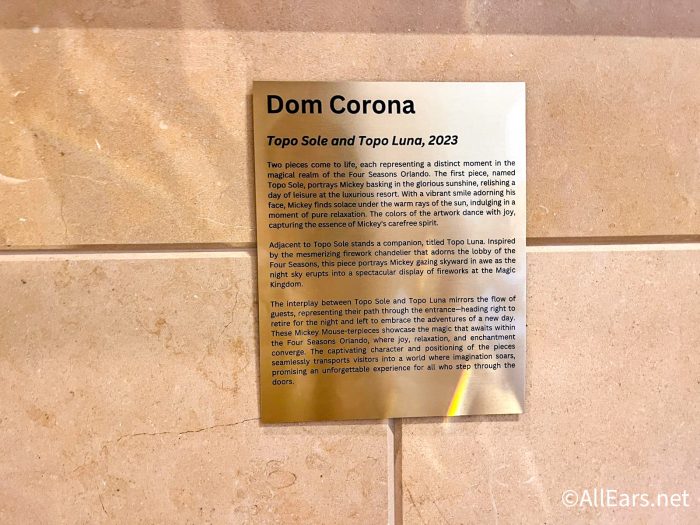 Dom Corona
Topo Sole and Topo Luna, 2023
Two pieces come to life, each representing a distinct moment in the
magical realm of the Four Seasons Orlando. The first piece, named
Topo Sole, portrays Mickey basking in the glorious sunshine, relishing a
day of leisure at the luxurious resort. With a vibrant smile adorning his
face, Mickey finds solace under the warm rays of the sun, indulging in a
moment of pure relaxation. The colors of the artwork dance with joy,
capturing the essence of Mickey's carefree spirit.
Adjacent to Topo Sole stands a companion, titled Topo Luna. Inspired
by the mesmerizing firework chandelier that adorns the lobby of the
Four Seasons, this piece portrays Mickey gazing skyward in awe as the
night sky erupts into a spectacular display of fireworks at the Magic
Kingdom.
The interplay between Topo Sole and Topo Luna mirrors the flow of
guests, representing their path through the entrance—heading right to
retire for the night and left to embrace the adventures of a new day.
These Mickey Mouse-terpieces showcase the magic that awaits within
the Four Seasons Orlando, where joy, relaxation, and enchantment
converge. The captivating character and positioning of the pieces
seamlessly transports visitors into a world where imagination soars,
promising an unforgettable experience for all who step through the
doors.
©AllEars.net